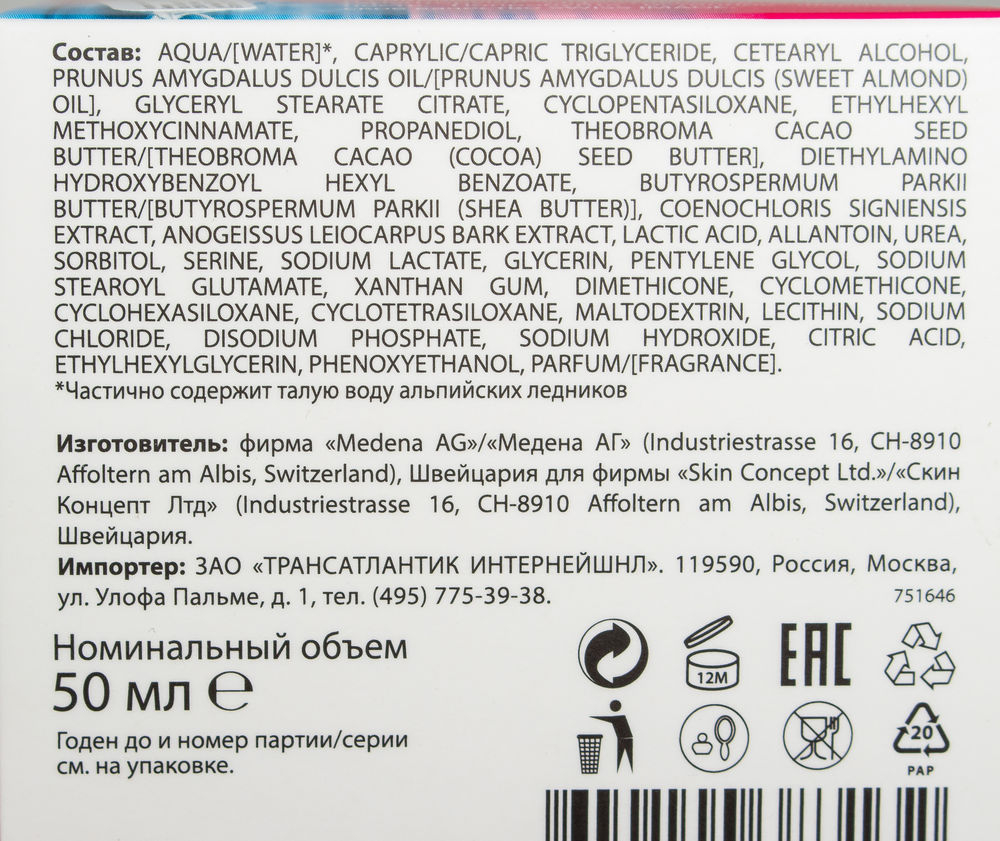 Состав: AQUA/[WATER]*, CAPRYLIC/CAPRIC TRIGLYCERIDE, CETEARYL ALCOHOL,
PRUNUS AMYGDALUS DULCIS OIL/[PRUNUS AMYGDALUS DULCIS (SWEET ALMOND)
OIL], GLYCERYL STEARATE CITRATE, CYCLOPENTASILOXANE, ETHYLHEXYL
METHOXYCINNAMATE, PROPANEDIOL, THEOBROMA CACAO SEED
BUTTER/[THEOBROMA CACAO (COCOA) SEED BUTTER], DIETHYLAMINO
HYDROXYBENZOYL HEXYL BENZOATE, BUTYROSPERMUM PARKII
BUTTER/[BUTYROSPERMUM PARKII (SHEA BUTTER)], COENOCHLORIS SIGNIENSIS
EXTRACT, ANOGEISSUS LEIOCARPUS BARK EXTRACT, LACTIC ACID, ALLANTOIN, UREA,
SORBITOL, SERINE, SODIUM LACTATE, GLYCERIN, PENTYLENE GLYCOL, SODIUM
STEAROYL GLUTAMATE, XANTHAN GUM, DIMETHICONE, CYCLOMETHICONE,
CYCLOHEXASILOXANE, CYCLOTETRASILOXANE, MALTODEXTRIN, LECITHIN, SODIUM
CHLORIDE, DISODIUM PHOSPHATE, SODIUM HYDROXIDE, CITRIC ACID,
ETHYLHEXYLGLYCERIN, PHENOXYETHANOL, PARFUM/[FRAGRANCE].
*Частично содержит талую воду альпийских ледников
Изготовитель: фирма «Medena AG»/«Медена АГ» (Industriestrasse 16, CH-8910
Affoltern am Albis, Switzerland), Швейцария для фирмы «Skin Concept Ltd.»/«Скин
Концепт Лтд» (Industriestrasse 16, CH-8910 Affoltern am Albis, Switzerland),
Швейцария.
Импортер: ЗАО «ТРАНСАТЛАНТИК ИНТЕРНЕЙШНЛ». 119590, Россия, Москва,
ул. Улофа Пальме, д. 1, тел. (495) 775-39-38.
751646
Номинальный объем
50 мл ℮
12M
EAC
Годен до и номер партии/серии
см. на упаковке.
20
PAP